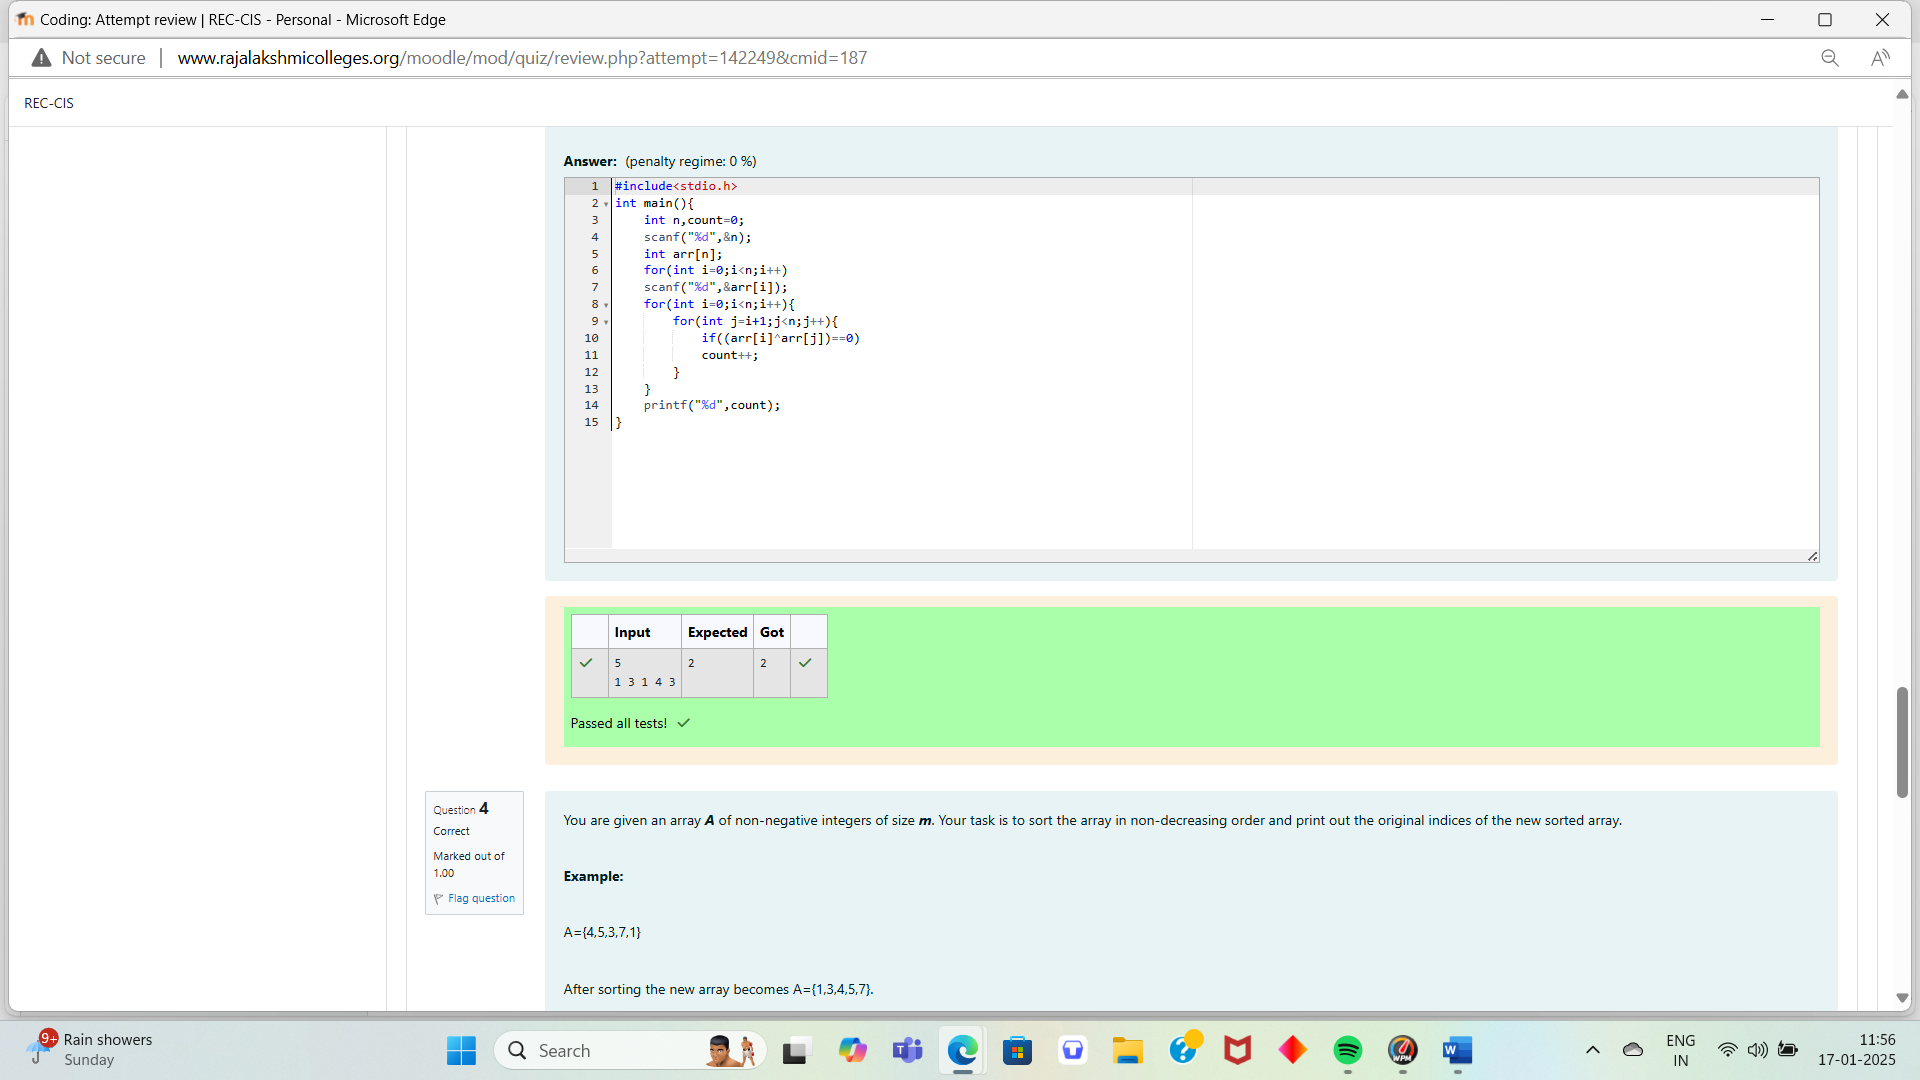 Coding: Attempt review | REC-CIS - Personal - Microsoft Edge
Not secure | www.rajalakshmicolleges.org/moodle/mod/quiz/review.php?attempt=142249&cmid=187
REC-CIS
Answer: (penalty regime: 0 %)
1 #include<stdio.h>
2 int main(){
3 int n,count=0;
4 scanf("%d",&n);
5 int arr[n];
6 for(int i=0;i<n;i++)
7 scanf("%d",&arr[i]);
8 for(int i=0;i<n;i++){
9 for(int j=i+1;j<n;j++){
10 if((arr[i]^arr[j])==0)
11 count++;
12 }
13 }
14 printf("%d",count);
15 }
Input Expected Got
5 2 2
1 3 1 4 3
Passed all tests!
Question 4
Correct
Marked out of
1.00
Flag question
You are given an array A of non-negative integers of size m. Your task is to sort the array in non-decreasing order and print out the original indices of the new sorted array.
Example:
A={4,5,3,7,1}
After sorting the new array becomes A={1,3,4,5,7}.
9+ Rain showers
Sunday
Search
WPM
W
ENG
IN
11:56
17-01-2025